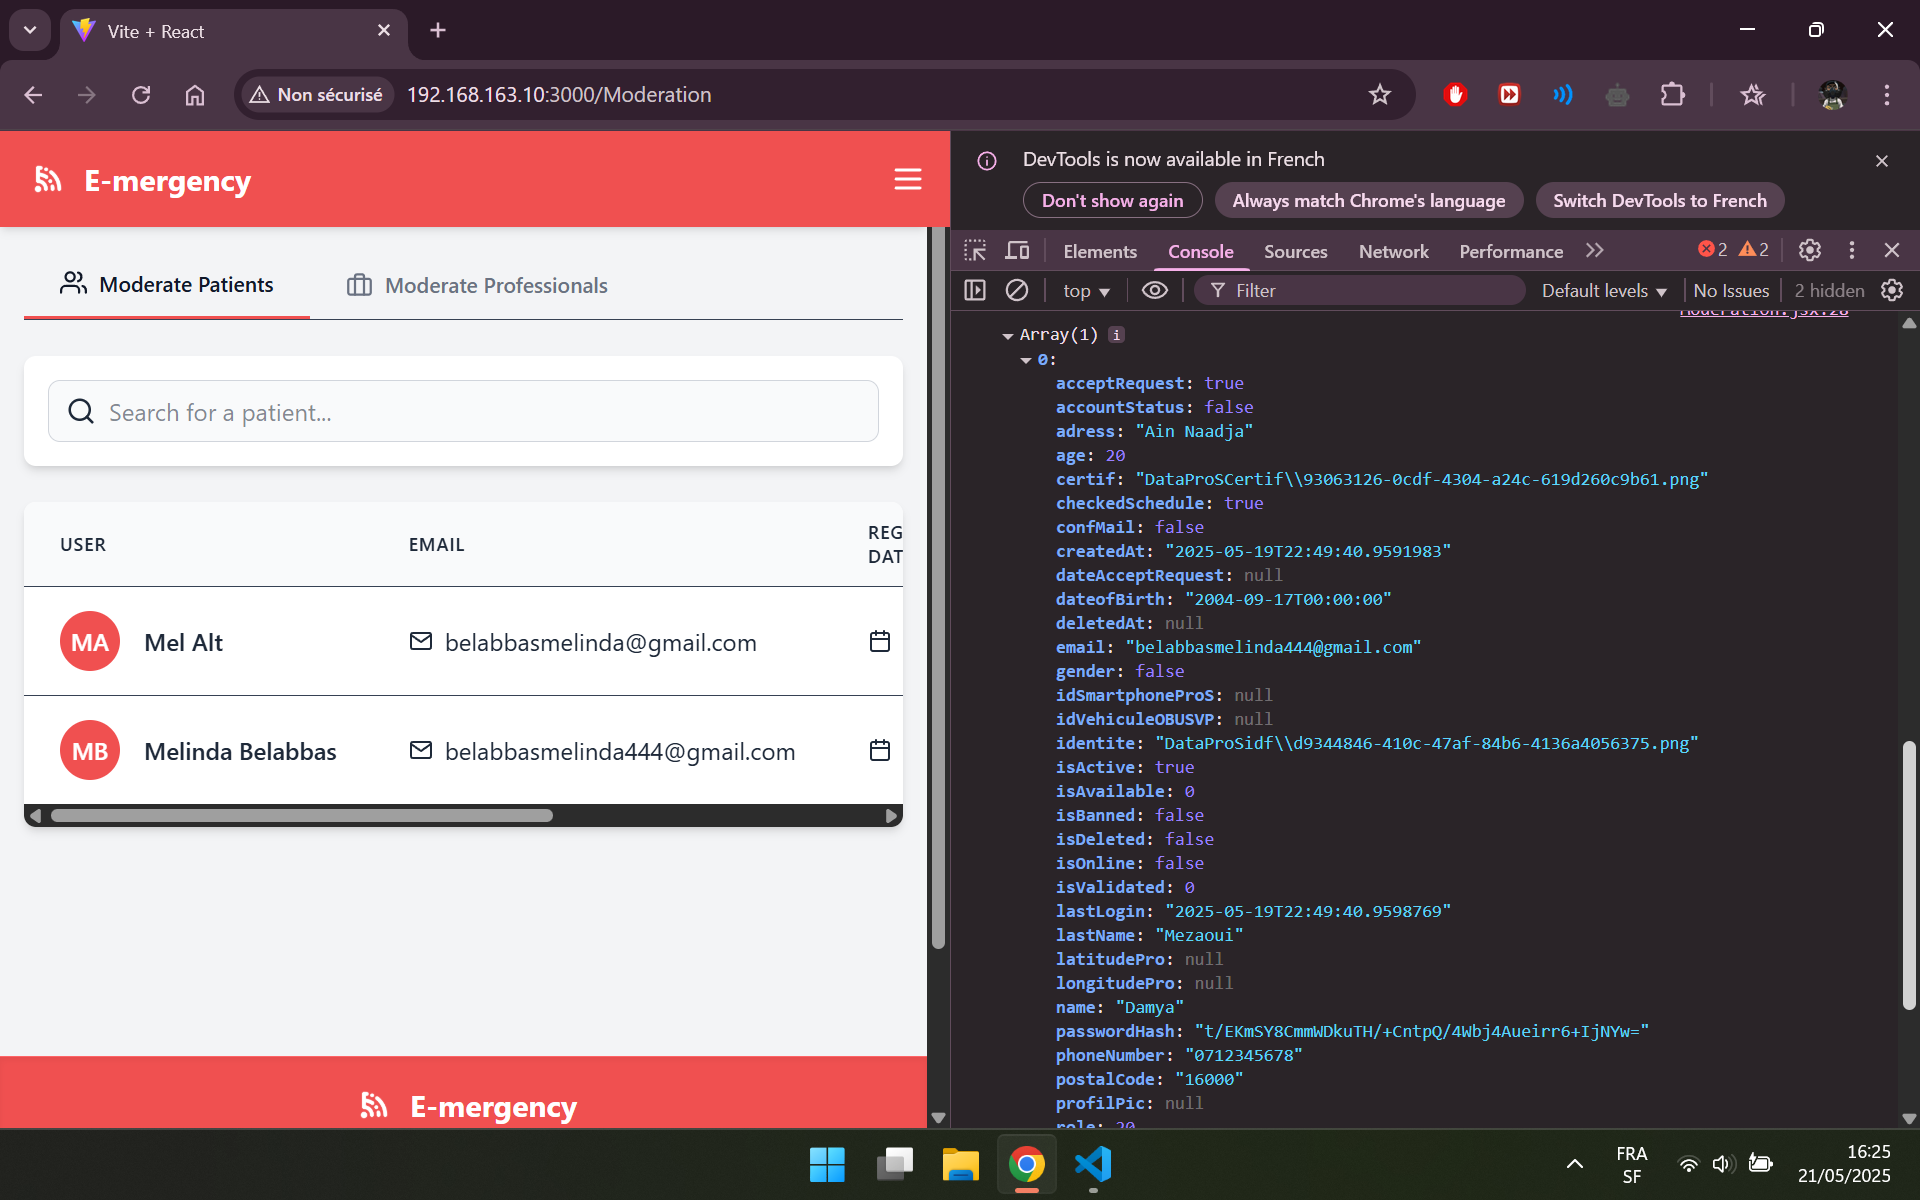 Vite + React
Non sécurisé
192.168.163.10:3000/Moderation
E-mergency
Moderate Patients
Moderate Professionals
Search for a patient...
USER
EMAIL
REG
DAT
MA
Mel Alt
belabbasmelinda@gmail.com
MB
Melinda Belabbas
belabbasmelinda444@gmail.com
E-mergency
DevTools is now available in French
Don't show again
Always match Chrome's language
Switch DevTools to French
Elements
Console
Sources
Network
Performance
2
2
top
Filter
Default levels
No Issues
2 hidden
Moderation.jsx:28
Array(1) i
0:
acceptRequest: true
accountStatus: false
adress: "Ain Naadja"
age: 20
certif: "DataProSCertif\\93063126-0cdf-4304-a24c-619d260c9b61.png"
checkedSchedule: true
confMail: false
createdAt: "2025-05-19T22:49:40.9591983"
dateAcceptRequest: null
dateofBirth: "2004-09-17T00:00:00"
deletedAt: null
email: "belabbasmelinda444@gmail.com"
gender: false
idSmartphoneProS: null
idVehiculeOBUSVP: null
identite: "DataProSidf\\d9344846-410c-47af-84b6-4136a4056375.png"
isActive: true
isAvailable: 0
isBanned: false
isDeleted: false
isOnline: false
isValidated: 0
lastLogin: "2025-05-19T22:49:40.9598769"
lastName: "Mezaoui"
latitudePro: null
longitudePro: null
name: "Damya"
passwordHash: "t/EKmSY8CmmWDkuTH/+CntpQ/4Wbj4Aueirr6+IjNYw="
phoneNumber: "0712345678"
postalCode: "16000"
profilPic: null
role: 20
FRA
SF
16:25
21/05/2025